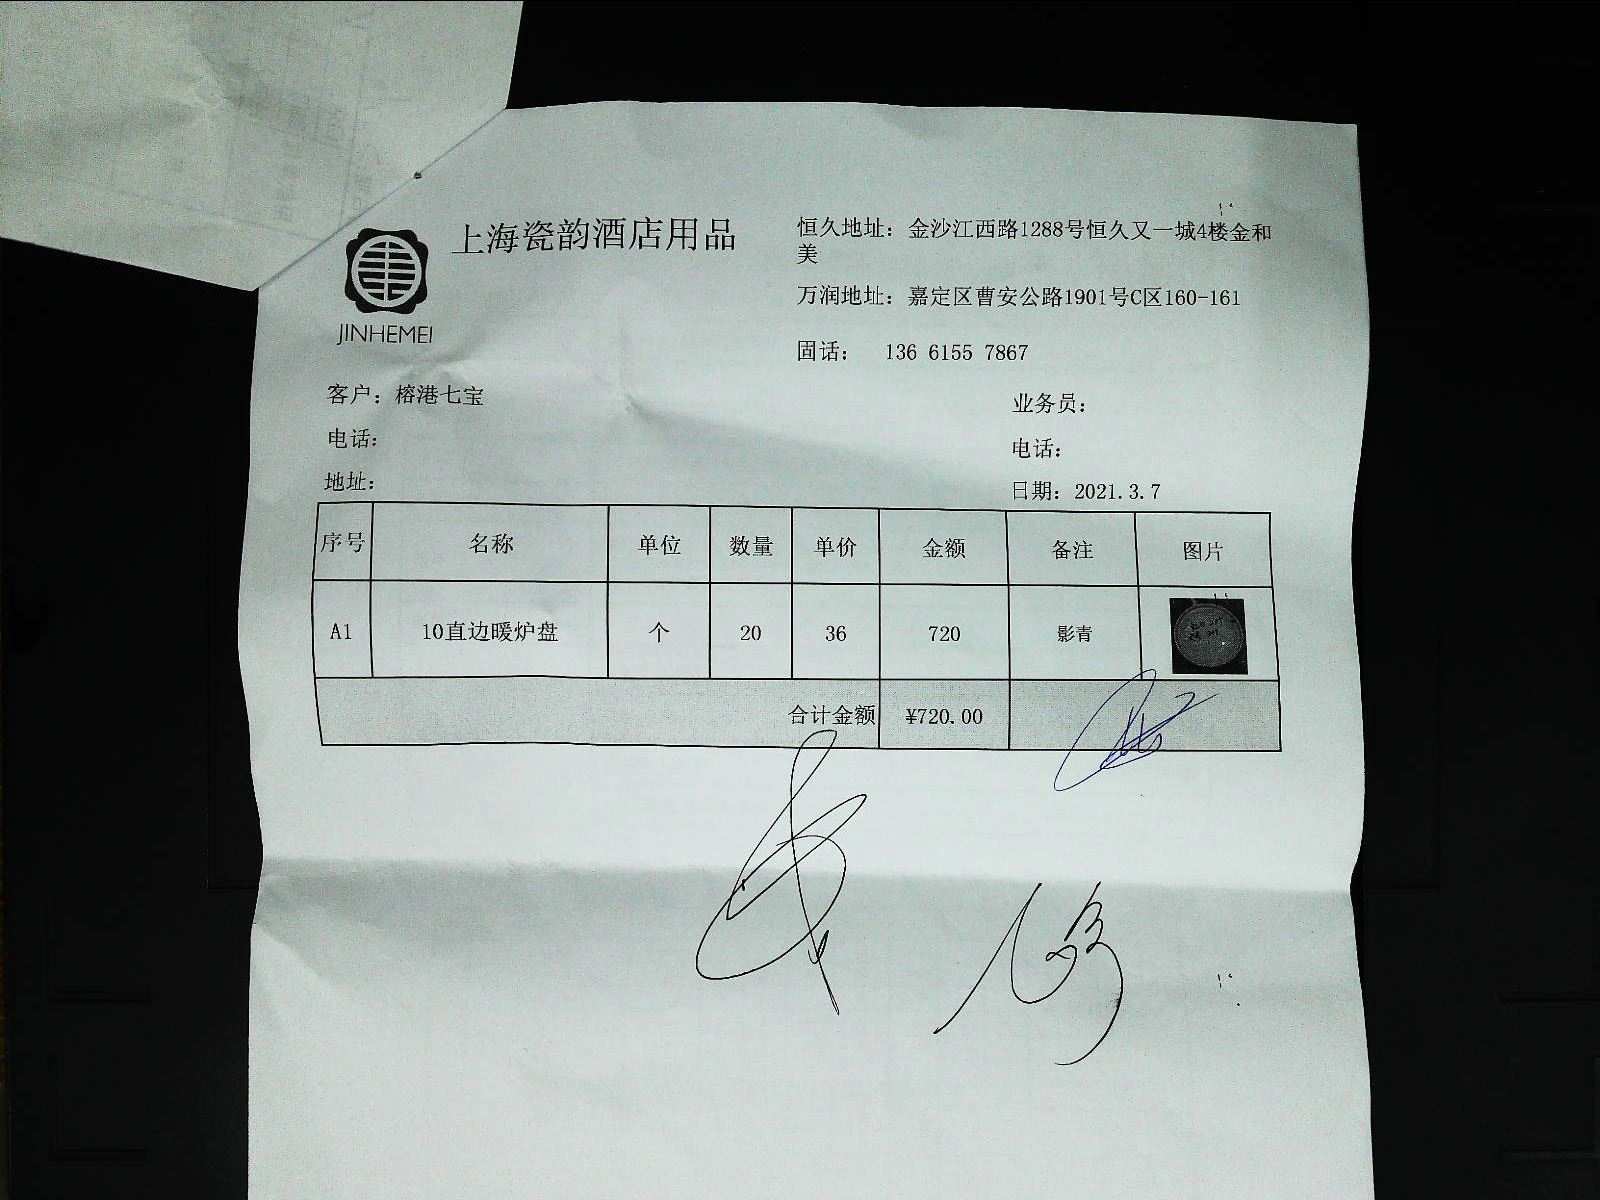 上海瓷韵酒店用品
JINHEMEI
恒久地址：金沙江西路1288号恒久又一城4楼金和
美
万润地址：嘉定区曹安公路1901号C区160-161
固话： 136 6155 7867
客户：榕港七宝
电话：
地址：
业务员：
电话：
日期：2021.3.7
序号 名称 单位 数量 单价 金额 备注 图片
A1 10直边暖炉盘 个 20 36 720 影青
合计金额 ¥720.00